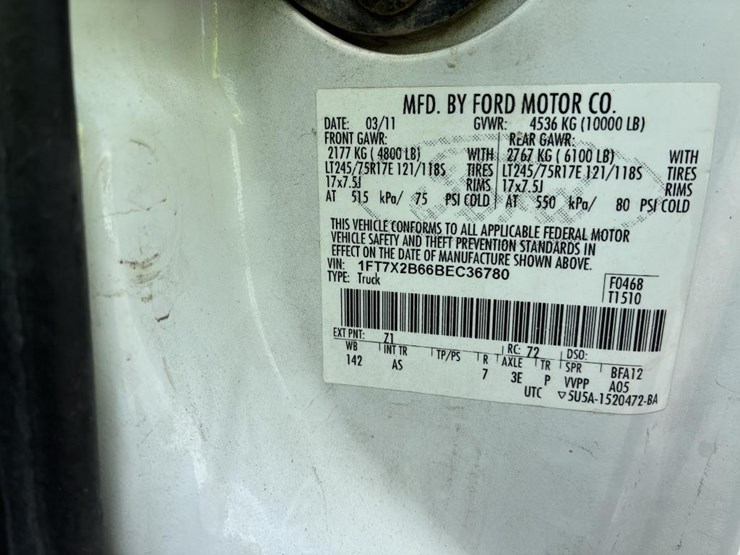 MFD. BY FORD MOTOR CO.
DATE: 03/11 GVWR: 4536 KG (10000 LB)
FRONT GAWR: REAR GAWR:
2177 KG ( 4800 LB) WITH 2767 KG ( 6100 LB) WITH
LT245/75R17E 121/118S TIRES LT245/75R17E 121/118S TIRES
17x7.5J RIMS 17x7.5J RIMS
AT 515 kPa/ 75 PSI COLD AT 550 kPa/ 80 PSI COLD
THIS VEHICLE CONFORMS TO ALL APPLICABLE FEDERAL MOTOR
VEHICLE SAFETY AND THEFT PREVENTION STANDARDS IN
EFFECT ON THE DATE OF MANUFACTURE SHOWN ABOVE.
VIN: 1FT7X2B66BEC36780 F0468
TYPE: Truck T1510
EXT PNT: Z1 RC: 72 DSO:
WB INT TR TP/PS R AXLE TR SPR BFA12
142 AS 7 3E P VVPP A05
UTC ▽5U5A-1520472-BA